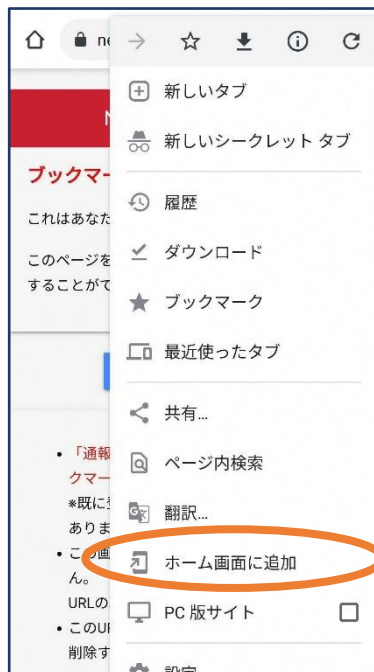 ne
新しいタブ
N
新しいシークレット タブ
ブックマー
履歴
これはあなた
ダウンロード
このページを
することがで
ブックマーク
最近使ったタブ
共有...
・「通報
ページ内検索
クマー
※既に
翻訳...
ありま
・この画
ホーム画面に追加
ん。
URLの
PC 版サイト
・このUR
削除す
設定